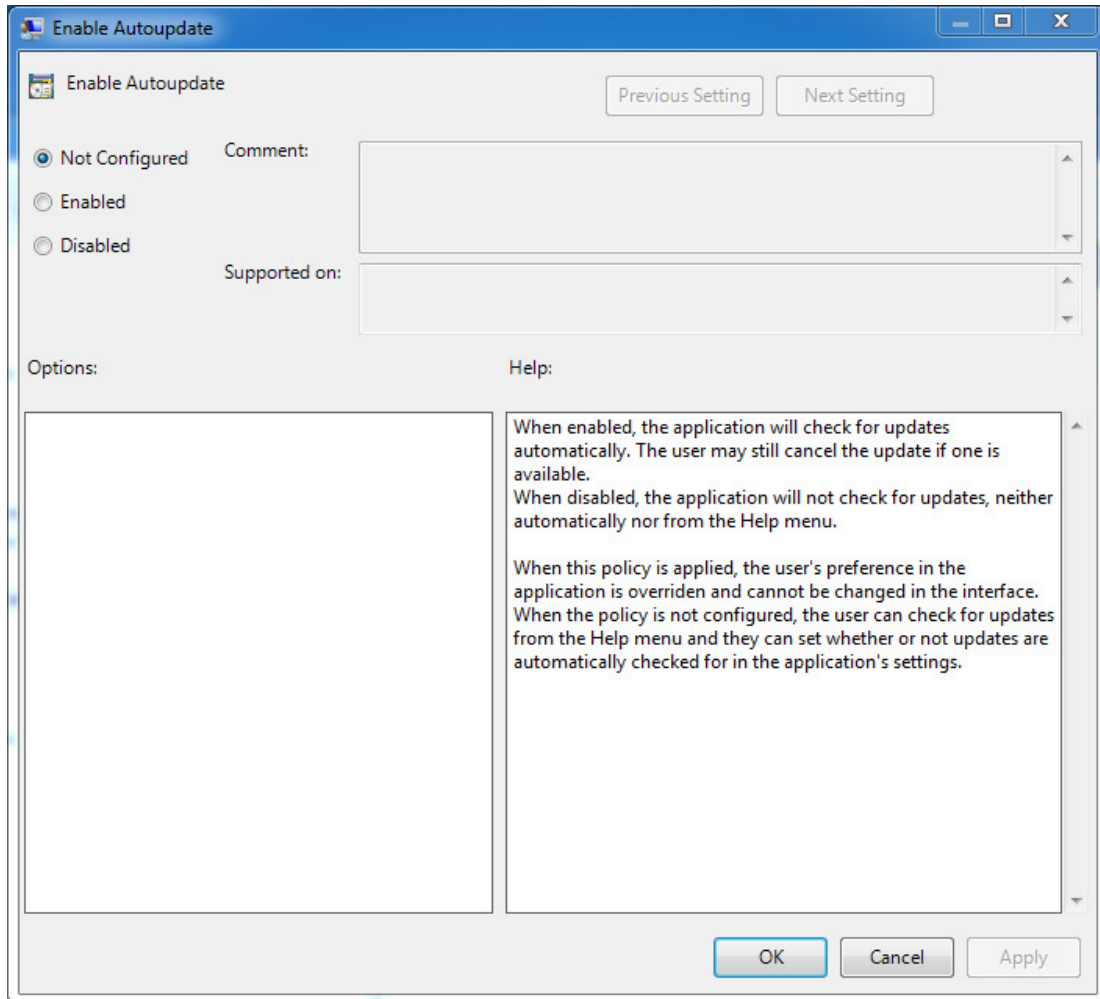 Enable Autoupdate
Enable Autoupdate
Previous Setting
Next Setting
Not Configured
Comment:
Enabled
Disabled
Supported on:
Options:
Help:
When enabled, the application will check for updates
automatically. The user may still cancel the update if one is
available.
When disabled, the application will not check for updates, neither
automatically nor from the Help menu.
When this policy is applied, the user's preference in the
application is overriden and cannot be changed in the interface.
When the policy is not configured, the user can check for updates
from the Help menu and they can set whether or not updates are
automatically checked for in the application's settings.
OK
Cancel
Apply